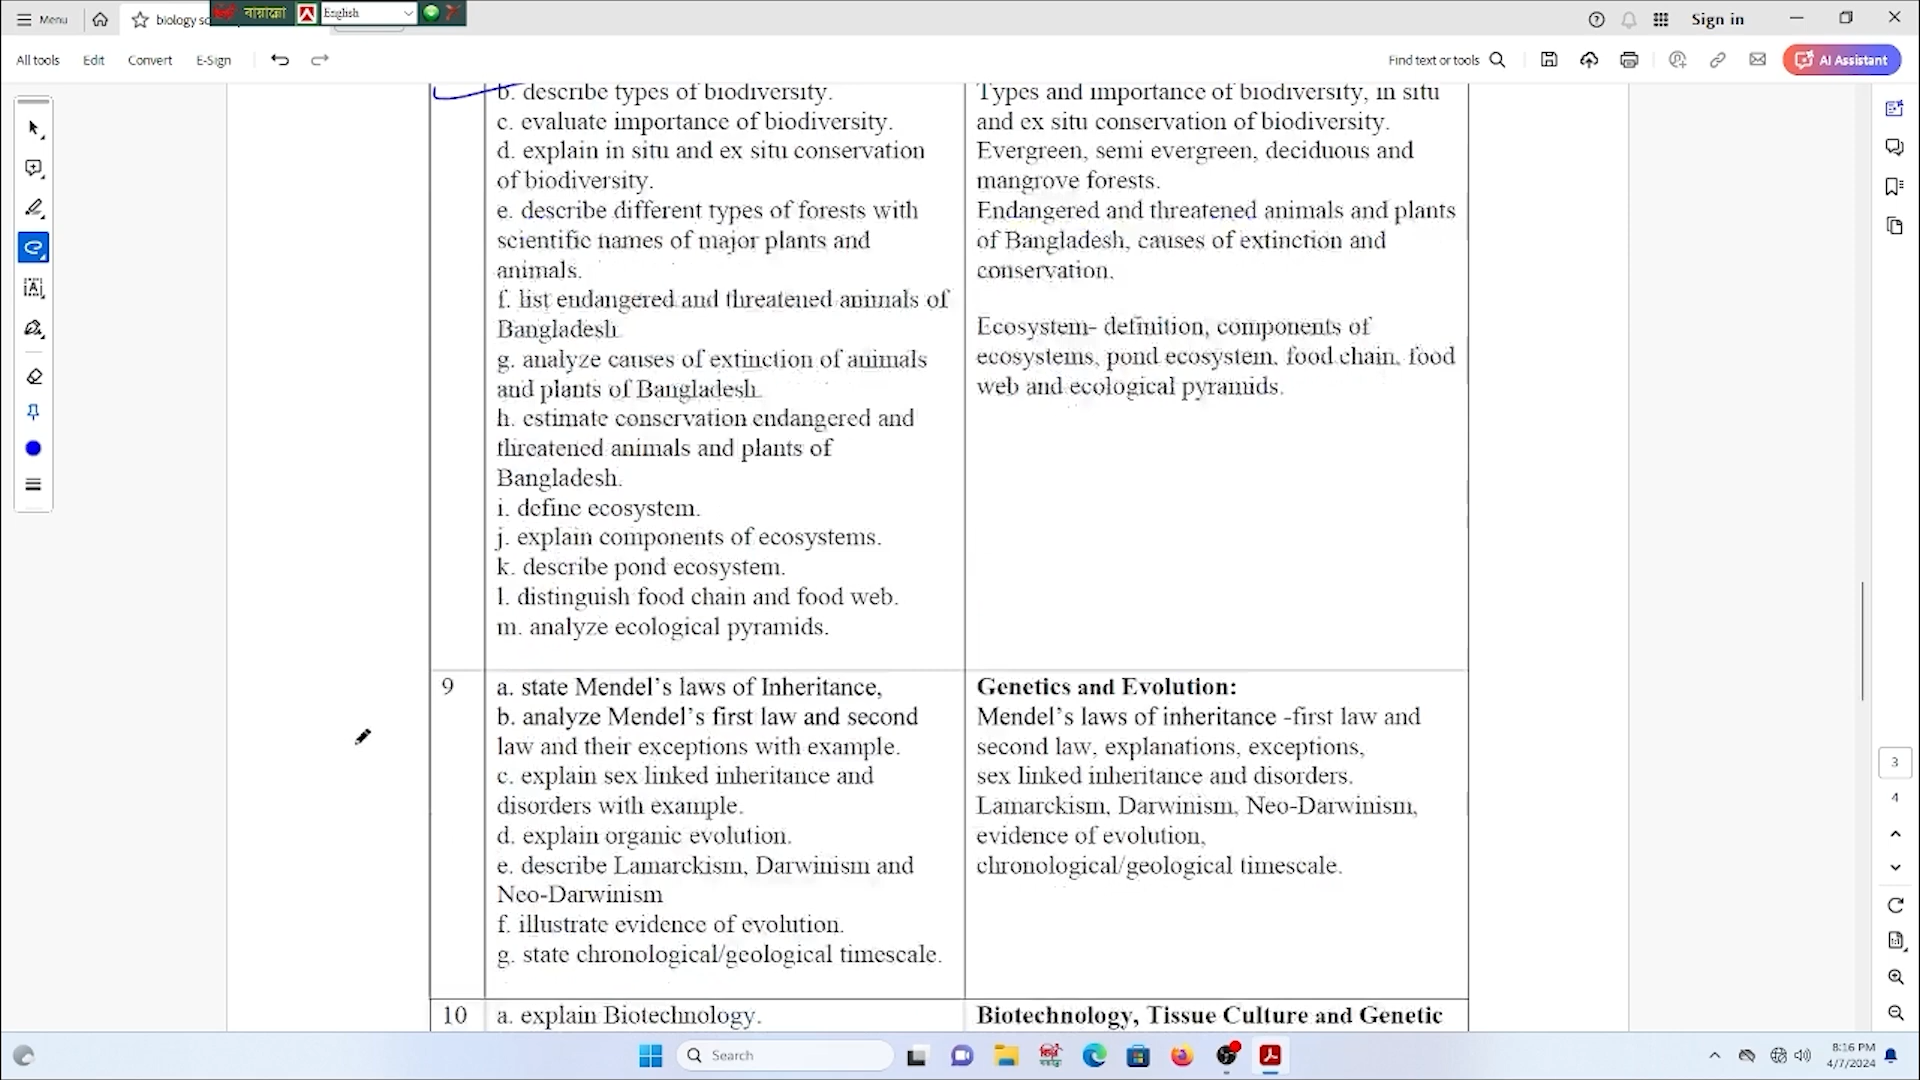 Menu
biology sc
বায়ান্নো
English
Sign in
All tools
Edit
Convert
E-Sign
Find text or tools
AI Assistant
b. describe types of biodiversity.
c. evaluate importance of biodiversity.
d. explain in situ and ex situ conservation
of biodiversity.
e. describe different types of forests with
scientific names of major plants and
animals.
f. list endangered and threatened animals of
Bangladesh
g. analyze causes of extinction of animals
and plants of Bangladesh
h. estimate conservation endangered and
threatened animals and plants of
Bangladesh.
i. define ecosystem.
j. explain components of ecosystems.
k. describe pond ecosystem.
l. distinguish food chain and food web.
m. analyze ecological pyramids.
Types and importance of biodiversity, in situ
and ex situ conservation of biodiversity.
Evergreen, semi evergreen, deciduous and
mangrove forests.
Endangered and threatened animals and plants
of Bangladesh, causes of extinction and
conservation.
Ecosystem- definition, components of
ecosystems, pond ecosystem, food chain, food
web and ecological pyramids.
9
a. state Mendel's laws of Inheritance,
b. analyze Mendel's first law and second
law and their exceptions with example.
c. explain sex linked inheritance and
disorders with example.
d. explain organic evolution.
e. describe Lamarckism, Darwinism and
Neo-Darwinism
f. illustrate evidence of evolution.
g. state chronological/geological timescale.
Genetics and Evolution:
Mendel's laws of inheritance -first law and
second law, explanations, exceptions,
sex linked inheritance and disorders.
Lamarckism, Darwinism, Neo-Darwinism,
evidence of evolution,
chronological/geological timescale.
10
a. explain Biotechnology.
Biotechnology, Tissue Culture and Genetic
3
4
Search
8:16 PM
4/7/2024